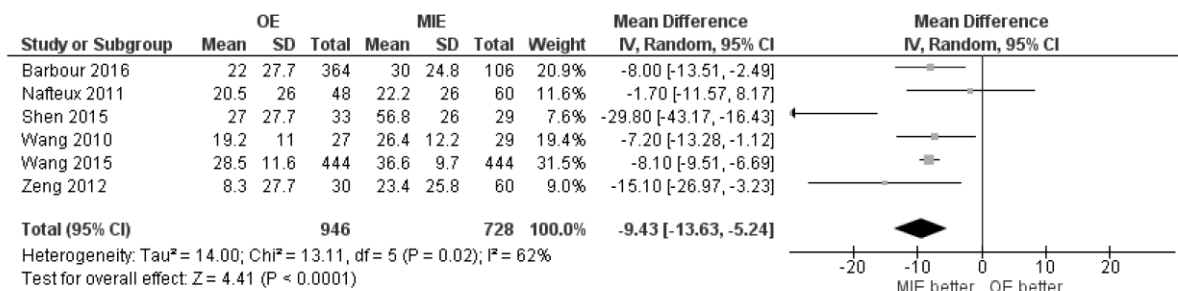 OE MIE Mean Difference Mean Difference
Study or Subgroup Mean SD Total Mean SD Total Weight IV, Random, 95% CI IV, Random, 95% CI
Barbour 2016 22 27.7 364 30 24.8 106 20.9% -8.00 [-13.51, -2.49]
Nafteux 2011 20.5 26 48 22.2 26 60 11.6% -1.70 [-11.57, 8.17]
Shen 2015 27 27.7 33 56.8 26 29 7.6% -29.80 [-43.17, -16.43]
Wang 2010 19.2 11 27 26.4 12.2 29 19.4% -7.20 [-13.28, -1.12]
Wang 2015 28.5 11.6 444 36.6 9.7 444 31.5% -8.10 [-9.51, -6.69]
Zeng 2012 8.3 27.7 30 23.4 25.8 60 9.0% -15.10 [-26.97, -3.23]
Total (95% CI) 946 728 100.0% -9.43 [-13.63, -5.24]
Heterogeneity: Tau² = 14.00; Chi² = 13.11, df = 5 (P = 0.02); I² = 62%
Test for overall effect: Z = 4.41 (P < 0.0001)
-20 -10 0 10 20
MIE better OE better